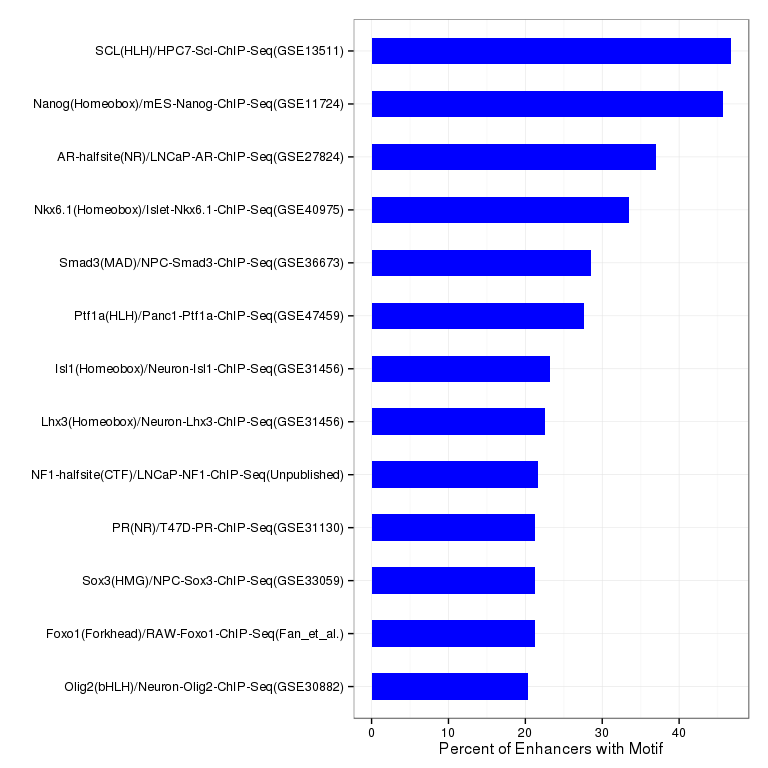 SCL(HLH)/HPC7-Scl-ChIP-Seq(GSE13511)
Nanog(Homeobox)/mES-Nanog-ChIP-Seq(GSE11724)
AR-halfsite(NR)/LNCaP-AR-ChIP-Seq(GSE27824)
Nkx6.1(Homeobox)/Islet-Nkx6.1-ChIP-Seq(GSE40975)
Smad3(MAD)/NPC-Smad3-ChIP-Seq(GSE36673)
Ptf1a(HLH)/Panc1-Ptf1a-ChIP-Seq(GSE47459)
Isl1(Homeobox)/Neuron-Isl1-ChIP-Seq(GSE31456)
Lhx3(Homeobox)/Neuron-Lhx3-ChIP-Seq(GSE31456)
NF1-halfsite(CTF)/LNCaP-NF1-ChIP-Seq(Unpublished)
PR(NR)/T47D-PR-ChIP-Seq(GSE31130)
Sox3(HMG)/NPC-Sox3-ChIP-Seq(GSE33059)
Foxo1(Forkhead)/RAW-Foxo1-ChIP-Seq(Fan_et_al.)
Olig2(bHLH)/Neuron-Olig2-ChIP-Seq(GSE30882)
0 10 20 30 40
Percent of Enhancers with Motif